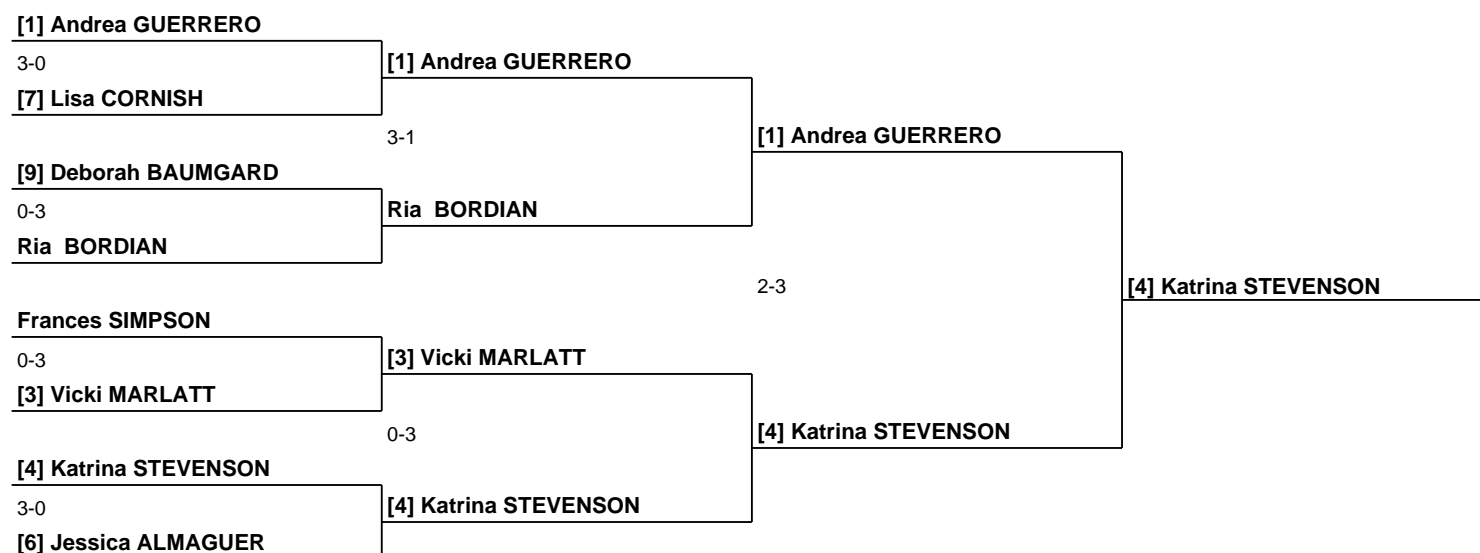 [1] Andrea GUERRERO
3-0
[1] Andrea GUERRERO
[7] Lisa CORNISH
3-1
[1] Andrea GUERRERO
[9] Deborah BAUMGARD
0-3
Ria BORDIAN
Ria BORDIAN
2-3
[4] Katrina STEVENSON
Frances SIMPSON
0-3
[3] Vicki MARLATT
[3] Vicki MARLATT
0-3
[4] Katrina STEVENSON
[4] Katrina STEVENSON
3-0
[4] Katrina STEVENSON
[6] Jessica ALMAGUER